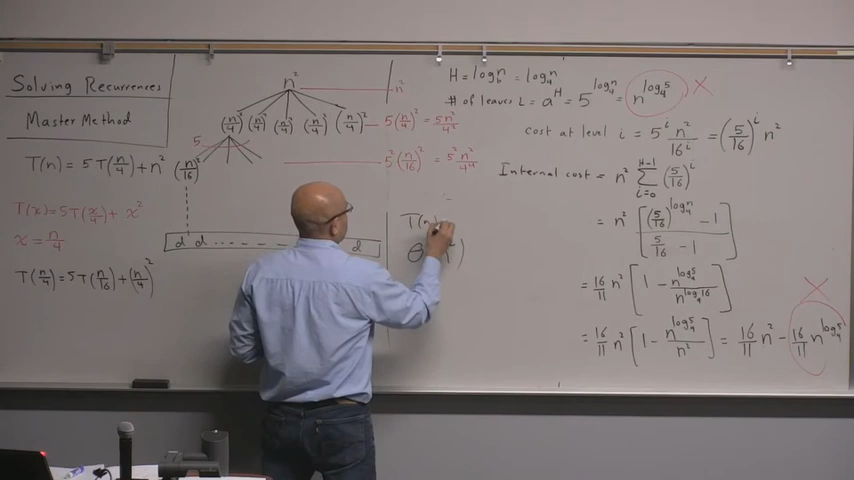 Solving Recurrences
Master Method
T(n) = 5T(n/4) + n²
T(x) = 5T(x/4) + x²
x = n/4
T(n/4) = 5T(n/16) + (n/4)²
n²
n²
(n/4)² (n/4)² (n/4)² (n/4)² (n/4)²
5(n/4)² = 5n²/4²
5
(n/16)²
5²(n/16)² = 5² n²/4⁴
d d ..... d
T(n)
Θ
H = log_b n = log_4 n
# of leaves L = a^H = 5^(log_4 n) = n^(log_4 5) X
cost at level i = 5^i n²/16^i = (5/16)^i n²
Internal cost = n² ∑_{i=0}^{H-1} (5/16)^i
= n² [((5/16)^(log_4 n) - 1)/(5/16 - 1)]
= 16/11 n² [1 - n^(log_4 5)/n^(log_4 16)]
= 16/11 n² [1 - n^(log_4 5)/n²] = 16/11 n² - 16/11 n^(log_4 5) X